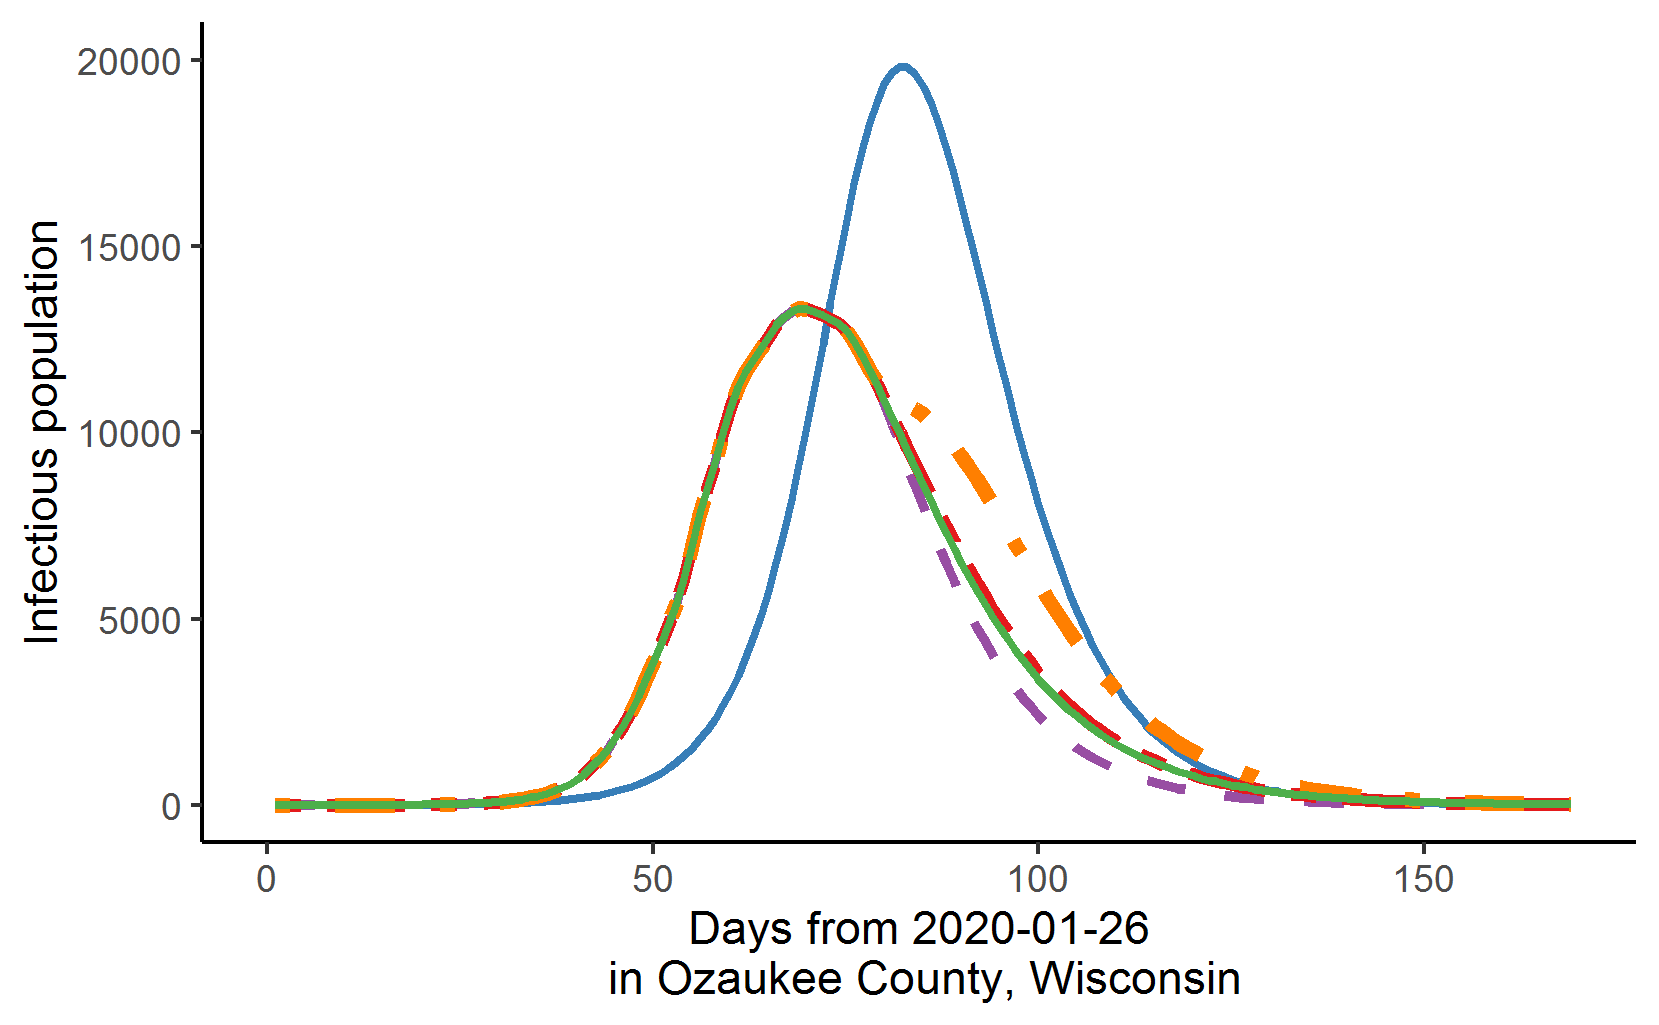 Infectious population
20000
15000
10000
5000
0
0 50 100 150
Days from 2020-01-26
in Ozaukee County, Wisconsin